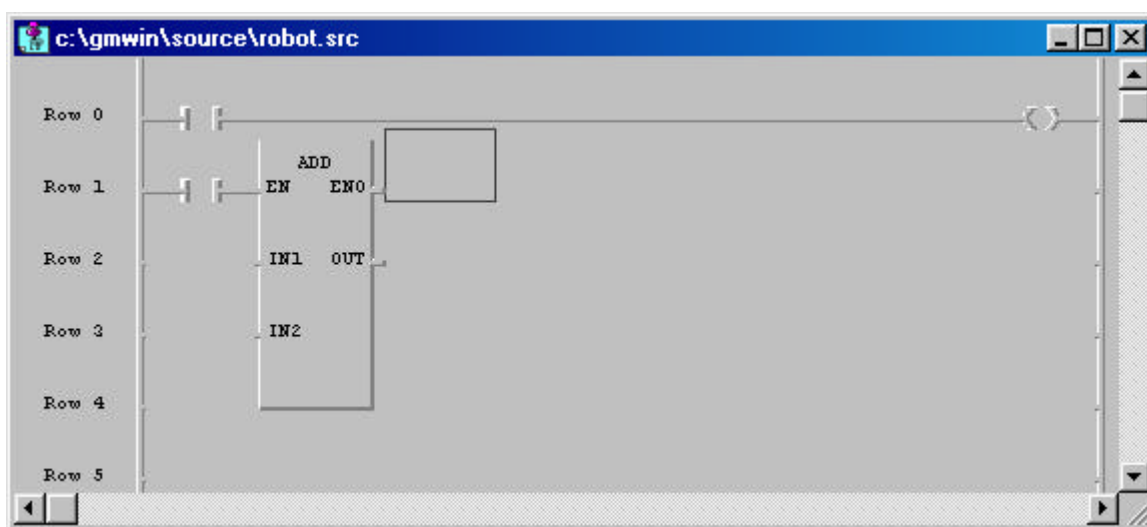 c:\gmwin\source\robot.src
Row 0
ADD
Row 1 EN ENO
Row 2 IN1 OUT
Row 3 IN2
Row 4
Row 5